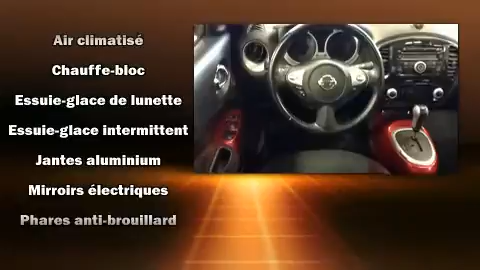 Air climatisé
Chauffe-bloc
Essuie-glace de lunette
Essuie-glace intermittent
Jantes aluminium
Mirroirs électriques
Phares anti-brouillard